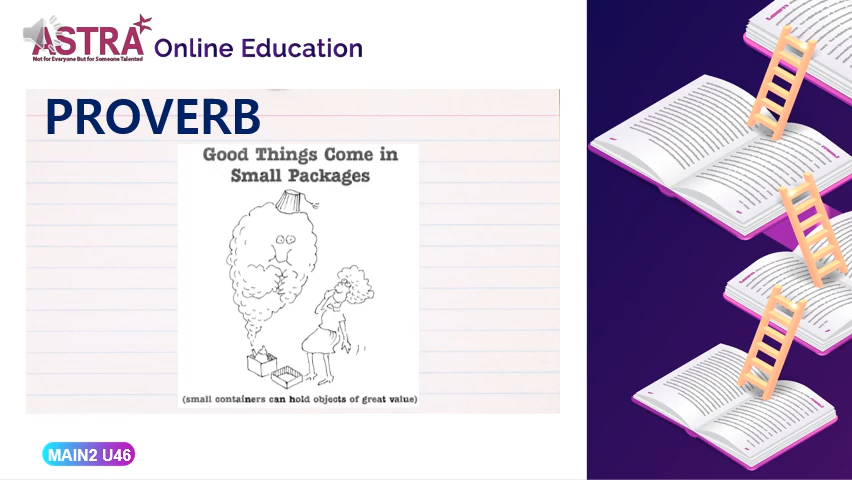 ASTRA
Not for Everyone But for Someone Talented
Online Education
PROVERB
Good Things Come in
Small Packages
(small containers can hold objects of great value)
MAIN2 U46